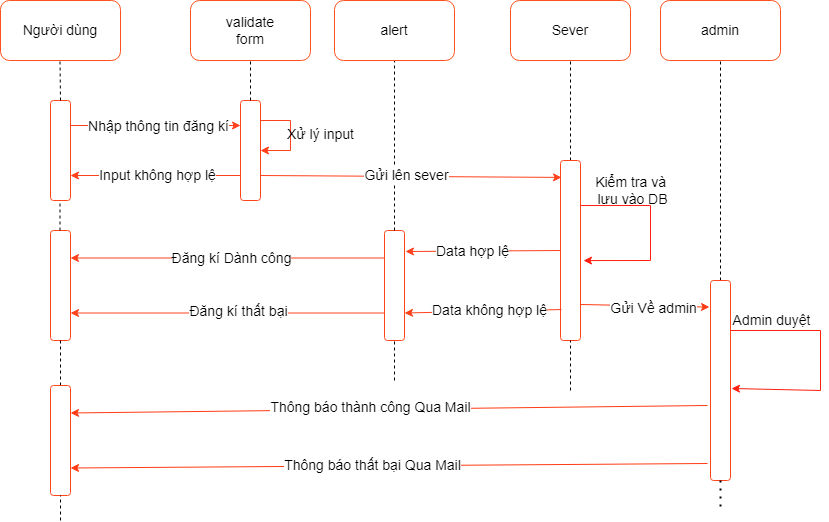 Người dùng
validate
form
alert
Sever
admin
Nhập thông tin đăng kí
Xử lý input
Input không hợp lệ
Gửi lên sever
Kiểm tra và
lưu vào DB
Data hợp lệ
Đăng kí Dành công
Data không hợp lệ
Đăng kí thất bại
Gửi Về admin
Admin duyệt
Thông báo thành công Qua Mail
Thông báo thất bại Qua Mail